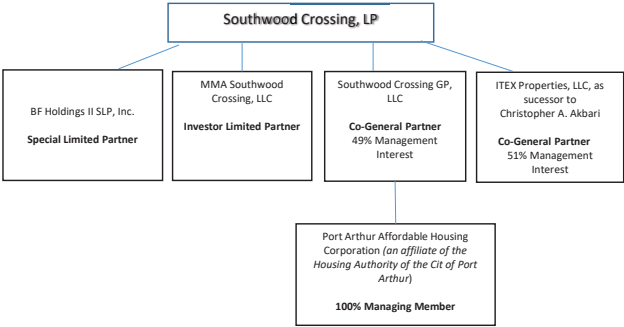 Southwood Crossing, LP
BF Holdings II SLP, Inc.
Special Limited Partner
MMA Southwood
Crossing, LLC
Investor Limited Partner
Southwood Crossing GP,
LLC
Co-General Partner
49% Management
Interest
ITEX Properties, LLC, as
sucessor to
Christopher A. Akbari
Co-General Partner
51% Management
Interest
Port Arthur Affordable Housing
Corporation (an affiliate of the
Housing Authority of the Cit of Port
Arthur)
100% Managing Member